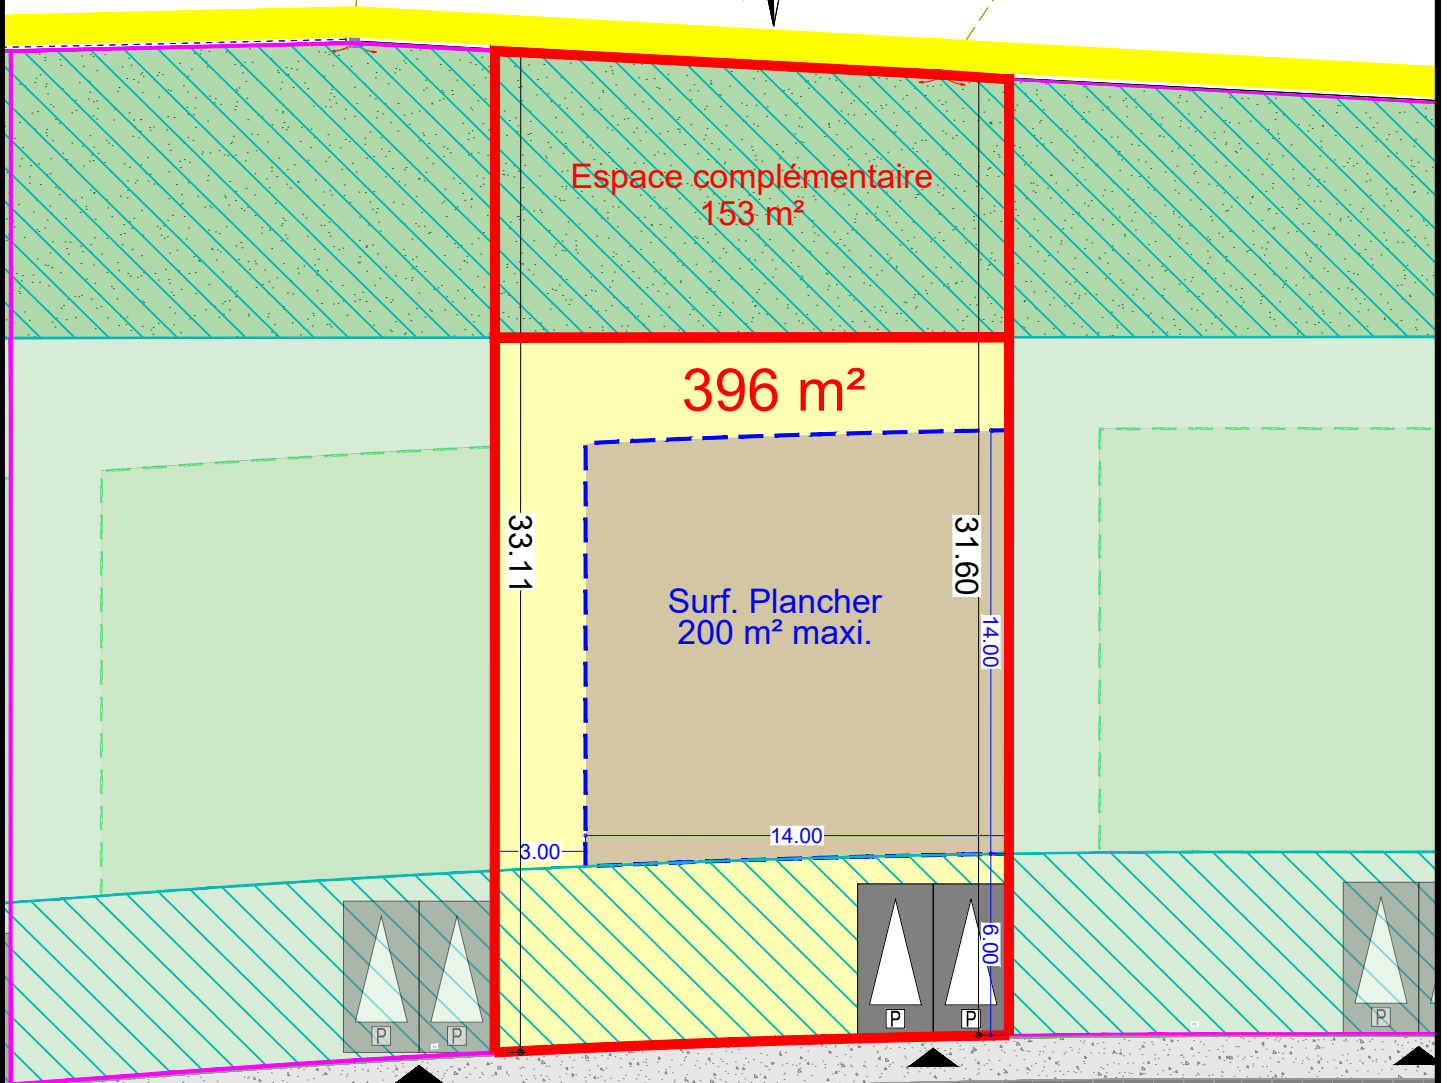 Espace complémentaire
153 m²
396 m²
33.11
31.60
Surf. Plancher
200 m² maxi.
14.00
14.00
3.00
6.00
P
P
P
P
P